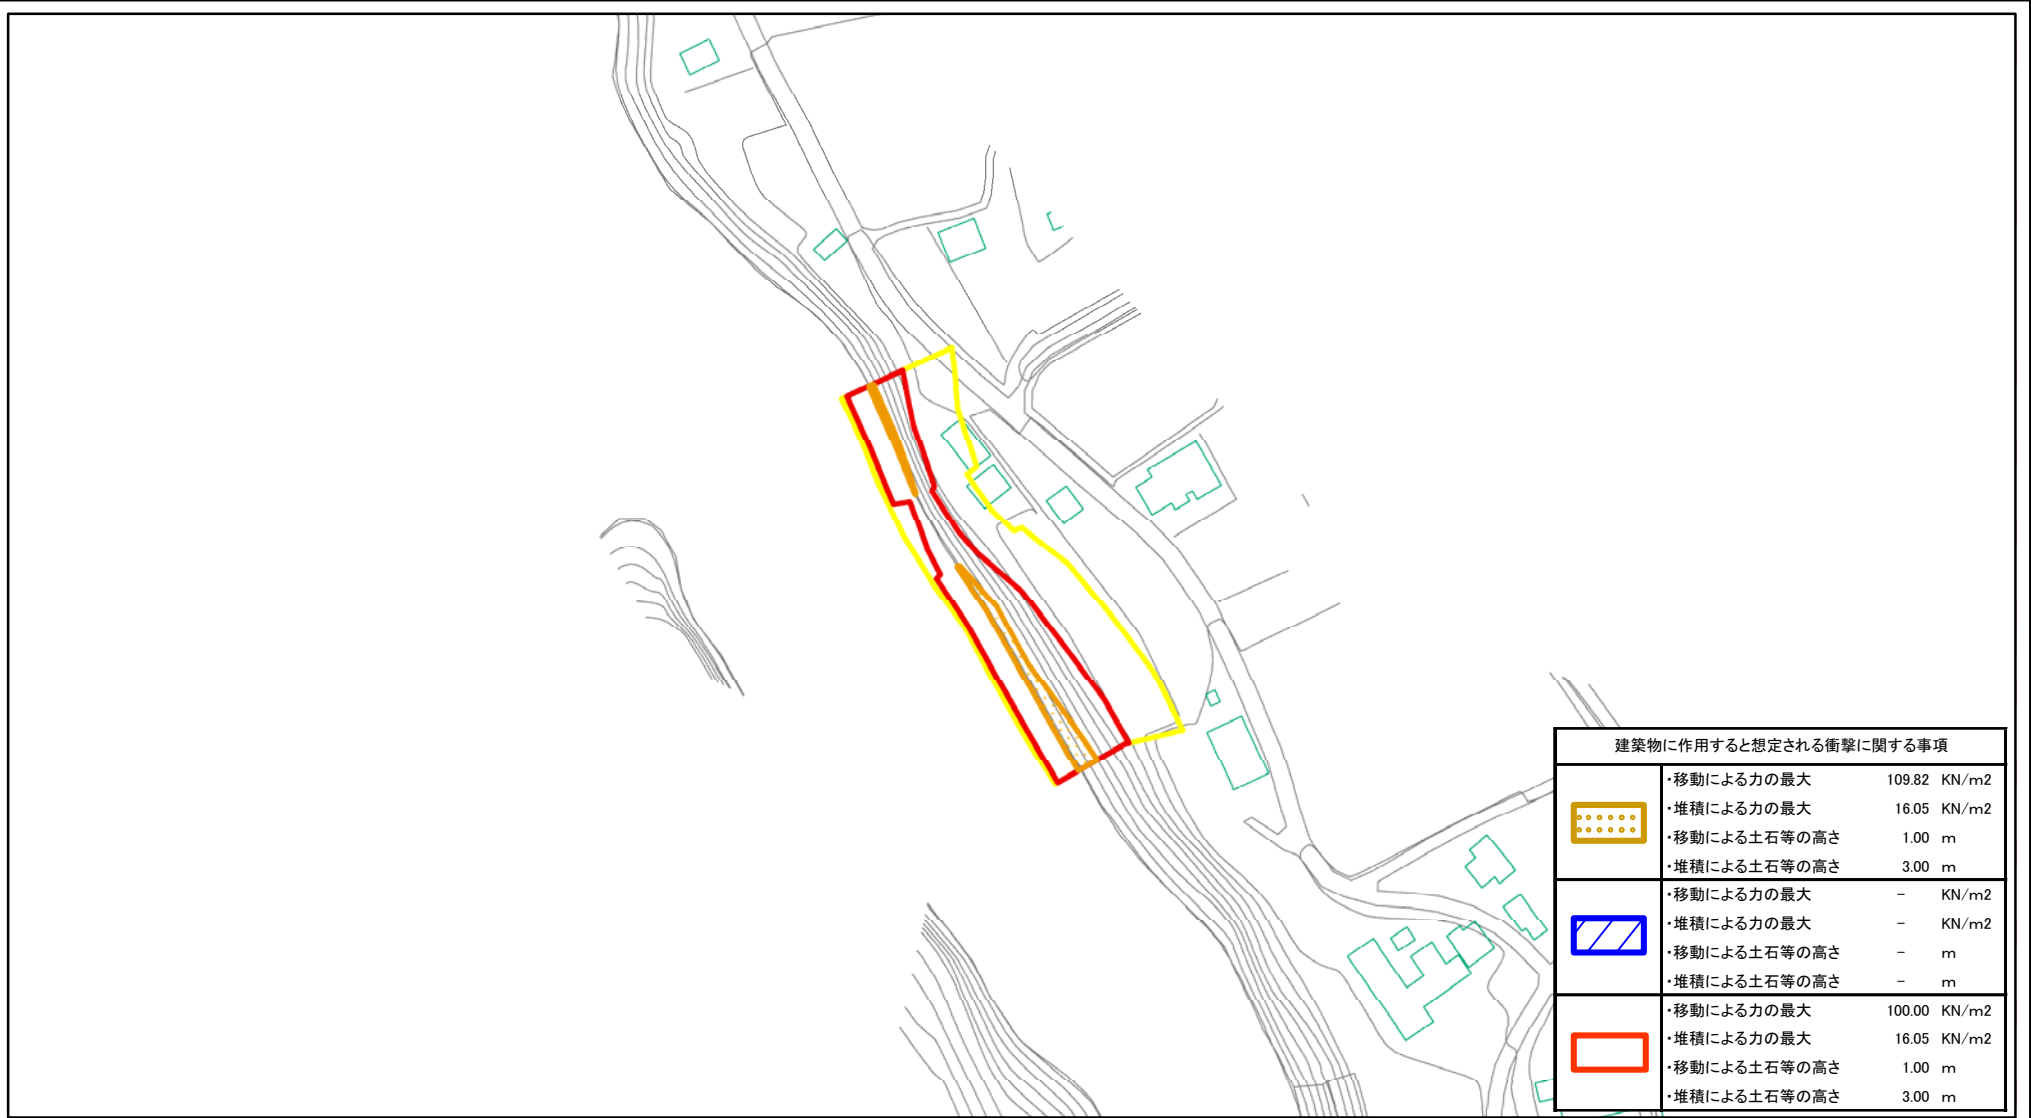 建築物に作用すると想定される衝撃に関する事項
・移動による力の最大 109.82 KN/m2
・堆積による力の最大 16.05 KN/m2
・移動による土石等の高さ 1.00 m
・堆積による土石等の高さ 3.00 m
・移動による力の最大 - KN/m2
・堆積による力の最大 - KN/m2
・移動による土石等の高さ - m
・堆積による土石等の高さ - m
・移動による力の最大 100.00 KN/m2
・堆積による力の最大 16.05 KN/m2
・移動による土石等の高さ 1.00 m
・堆積による土石等の高さ 3.00 m